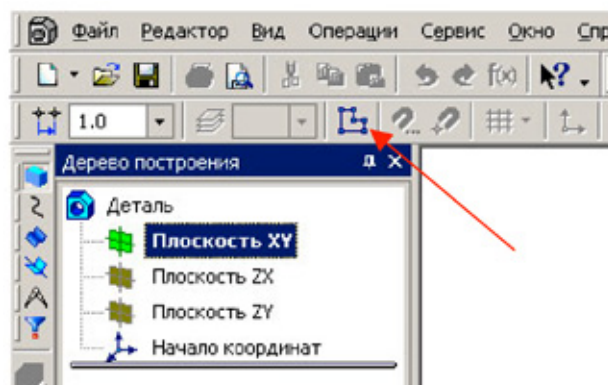 Файл Редактор Вид Операции Сервис Окно Спр
f(x) ?
1.0
Дерево построения
Деталь
Плоскость XY
Плоскость ZX
Плоскость ZY
Начало координат